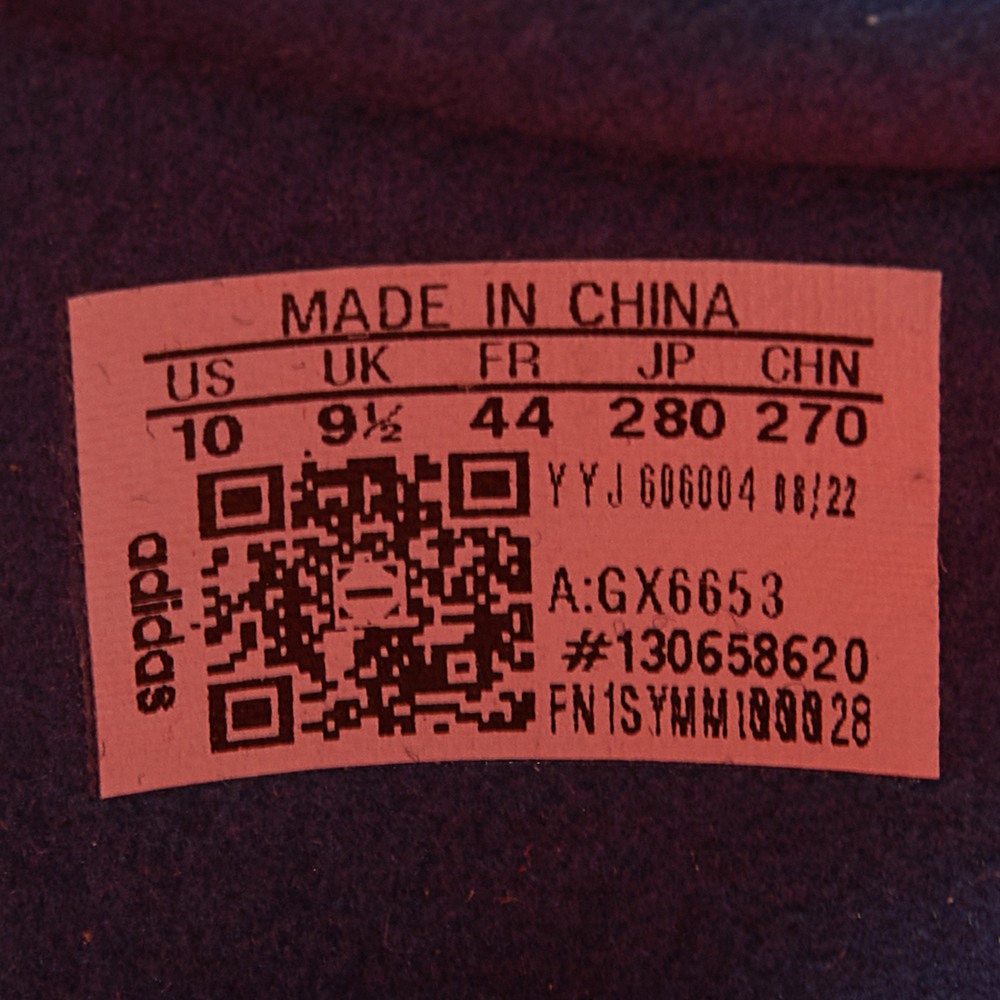 MADE IN CHINA
US UK FR JP CHN
10 9½ 44 280 270
YYJ 606004 08/22
A:GX6653
#130658620
adidas